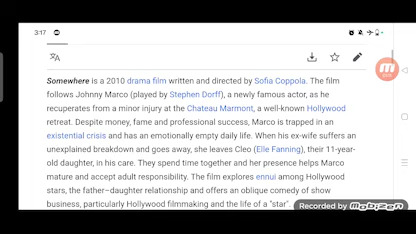 3:17
Somewhere is a 2010 drama film written and directed by Sofia Coppola. The film
follows Johnny Marco (played by Stephen Dorff), a newly famous actor, as he
recuperates from a minor injury at the Chateau Marmont, a well-known Hollywood
retreat. Despite money, fame and professional success, Marco is trapped in an
existential crisis and has an emotionally empty daily life. When his ex-wife suffers an
unexplained breakdown and goes away, she leaves Cleo (Elle Fanning), their 11-year-
old daughter, in his care. They spend time together and her presence helps Marco
mature and accept adult responsibility. The film explores ennui among Hollywood
stars, the father–daughter relationship and offers an oblique comedy of show
business, particularly Hollywood filmmaking and the life of a "star".
Recorded by Mobizen